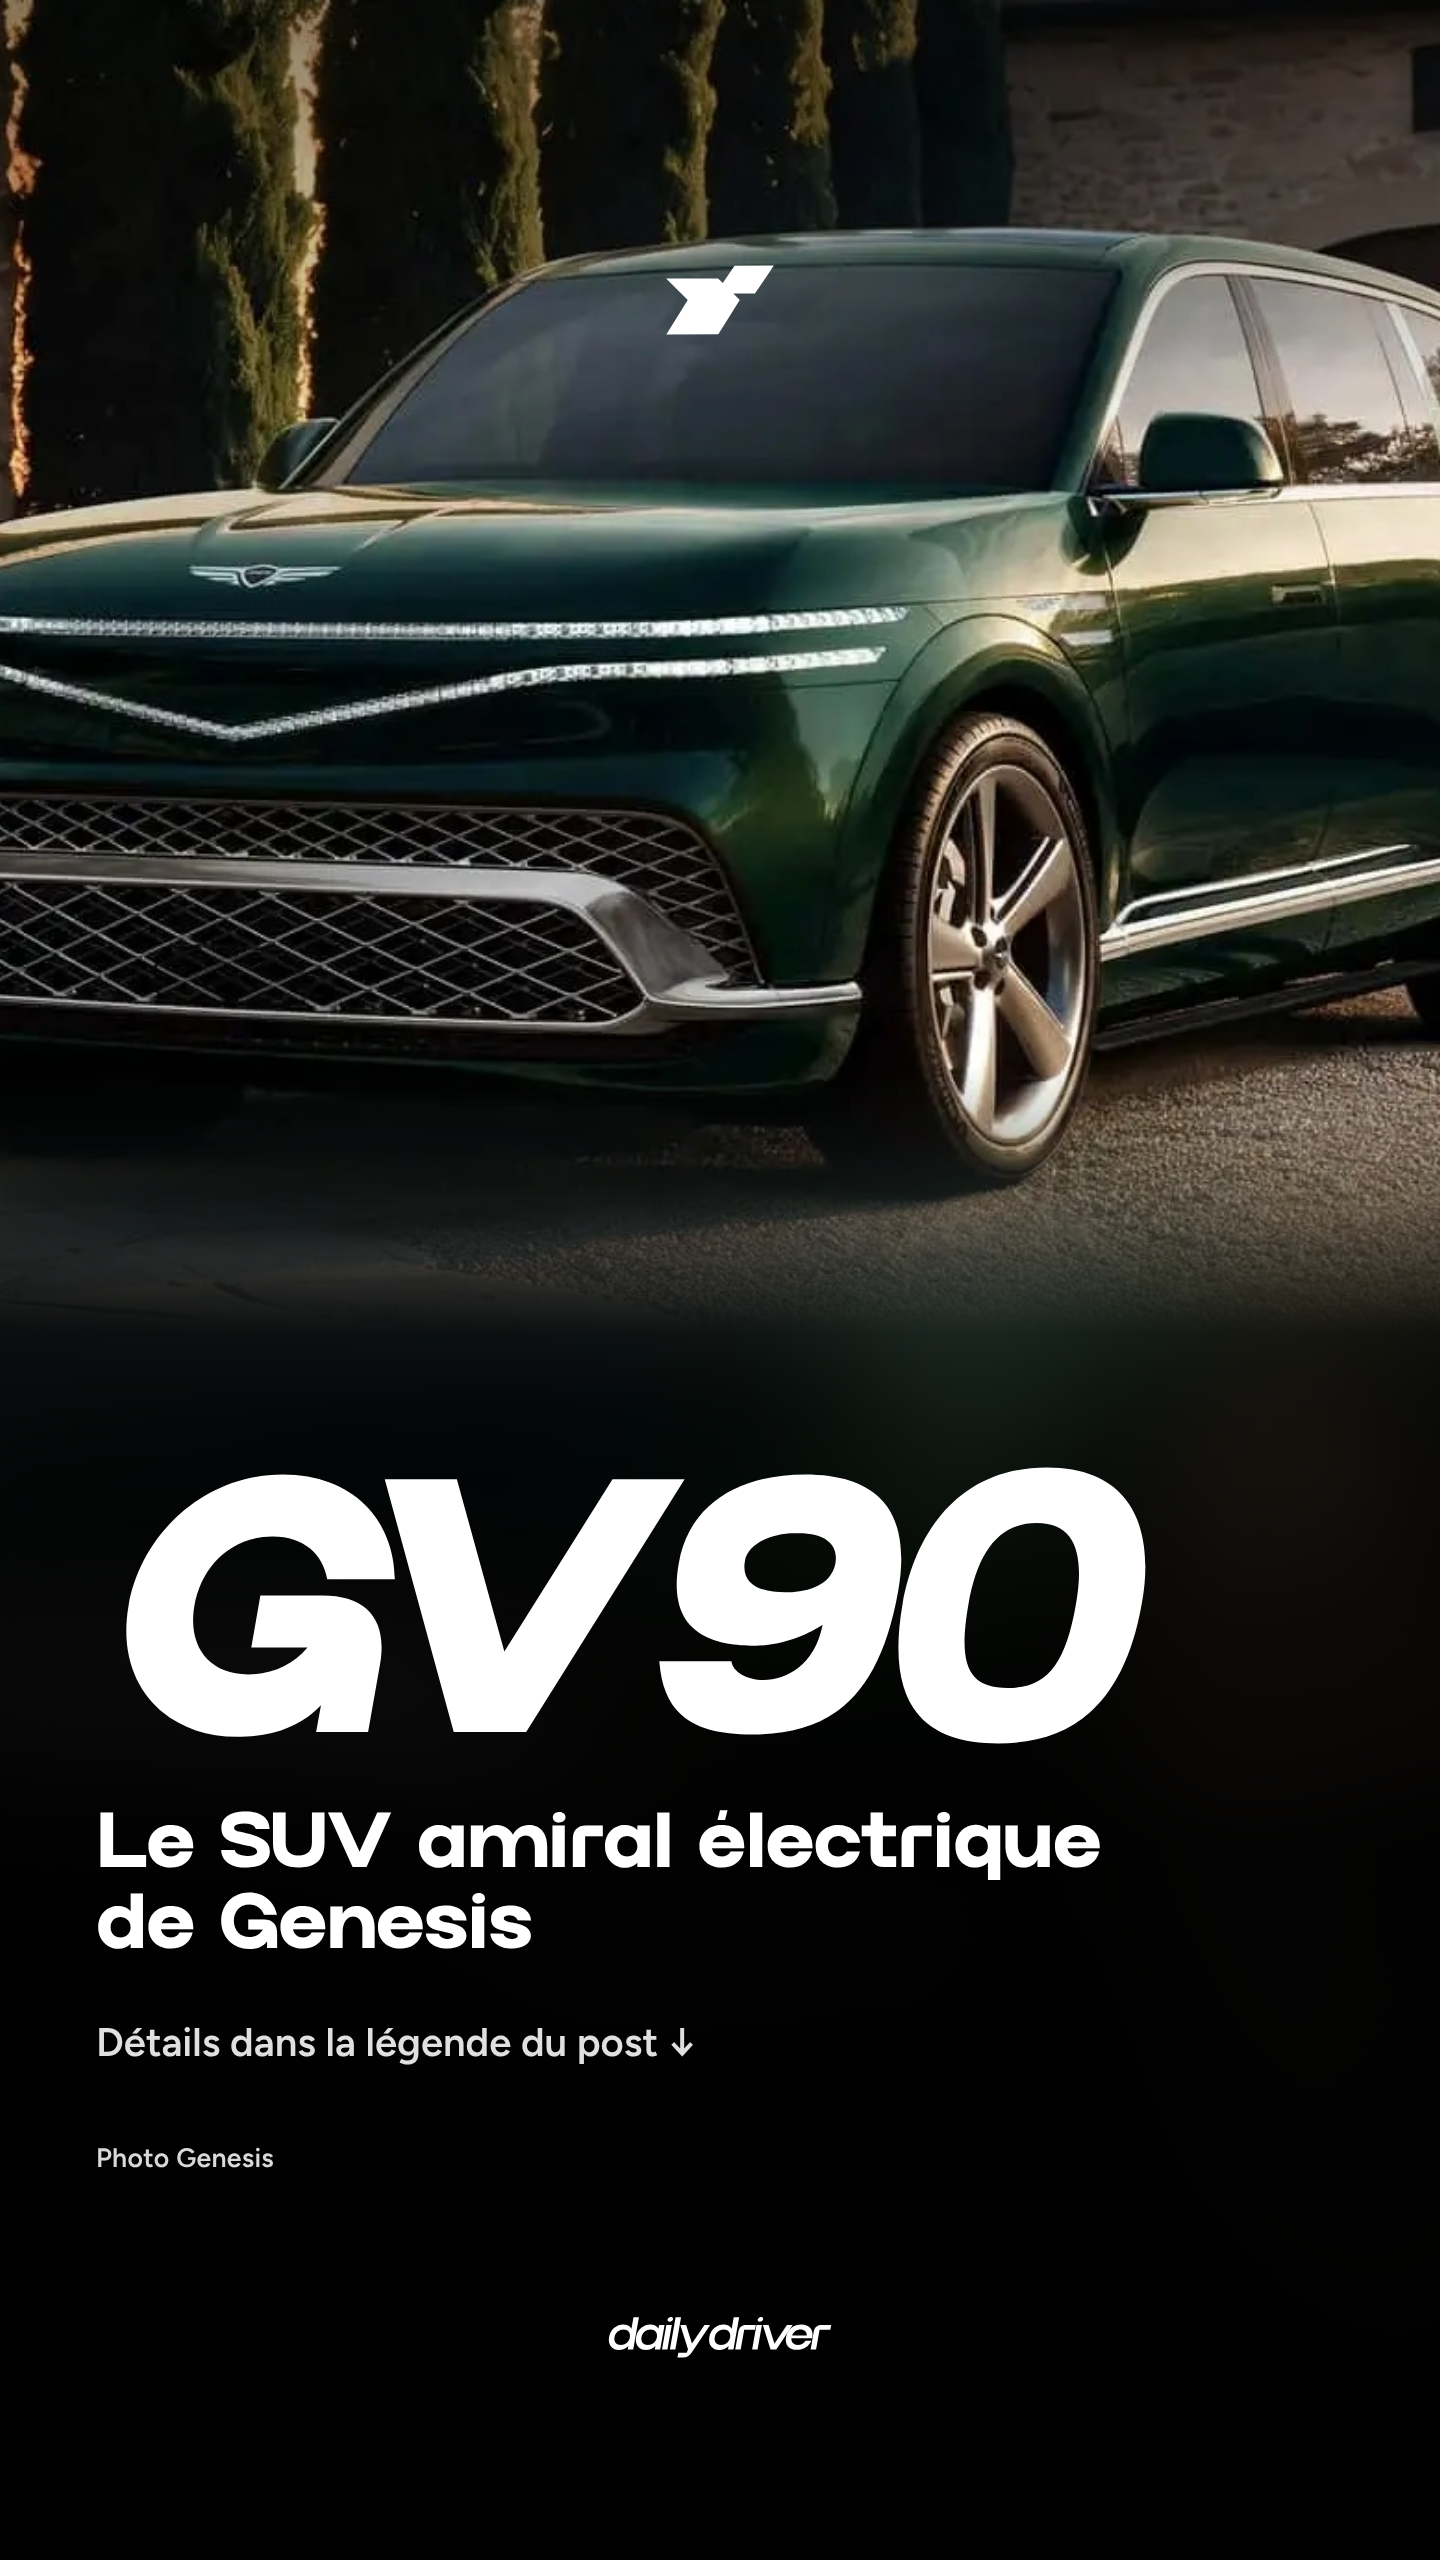 GV90
Le SUV amiral électrique
de Genesis
Détails dans la légende du post ↓
Photo Genesis
dailydriver